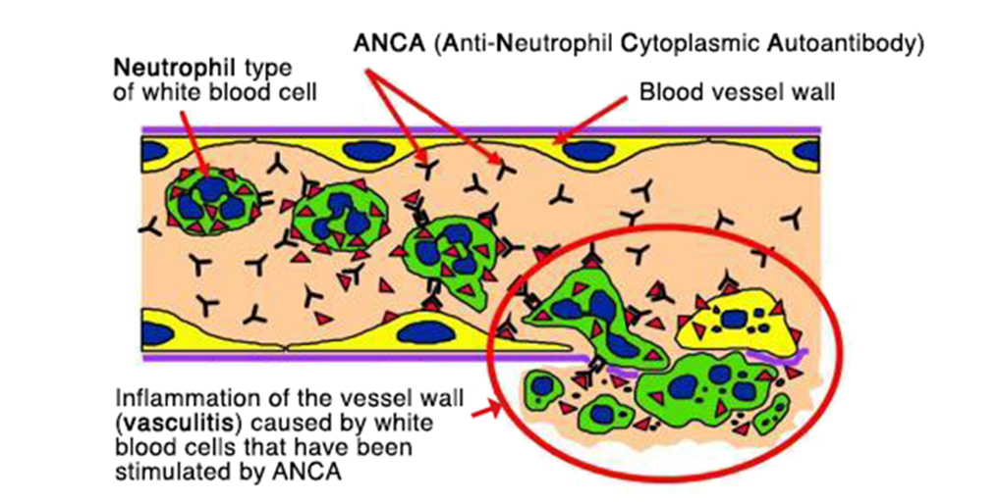 ANCA (Anti-Neutrophil Cytoplasmic Autoantibody)
Neutrophil type
of white blood cell
Blood vessel wall
Inflammation of the vessel wall
(vasculitis) caused by white
blood cells that have been
stimulated by ANCA